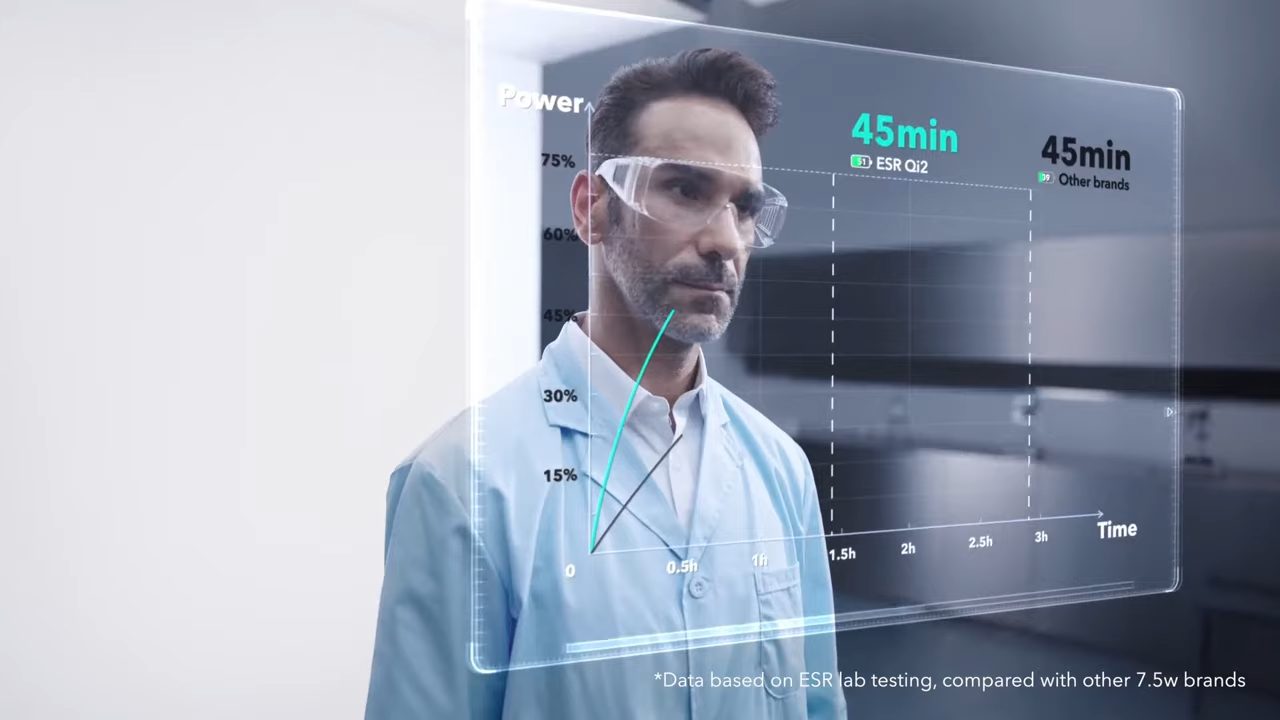 Power
75%
60%
45%
30%
15%
0
0.5h
1h
1.5h
2h
2.5h
3h
Time
45min
51 ESR Qi2
45min
39 Other brands
*Data based on ESR lab testing, compared with other 7.5w brands